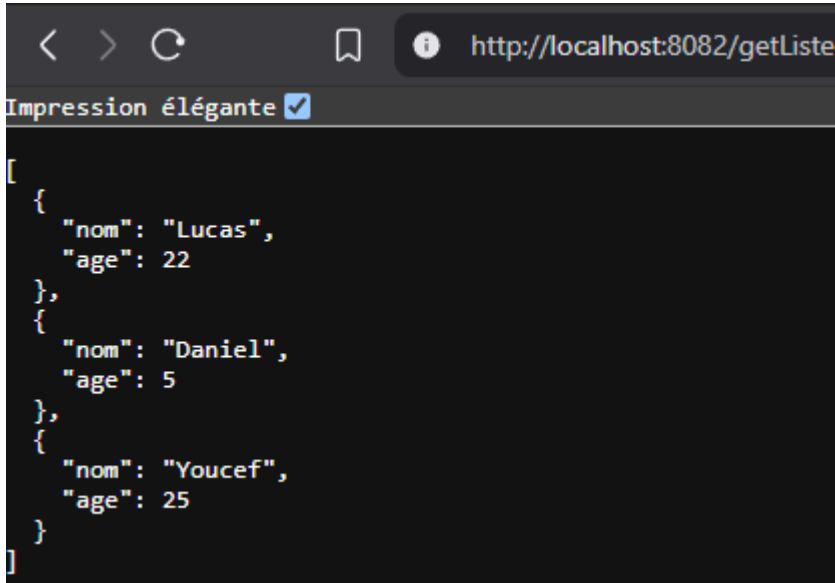 http://localhost:8082/getListe
Impression élégante
[
  {
    "nom": "Lucas",
    "age": 22
  },
  {
    "nom": "Daniel",
    "age": 5
  },
  {
    "nom": "Youcef",
    "age": 25
  }
]